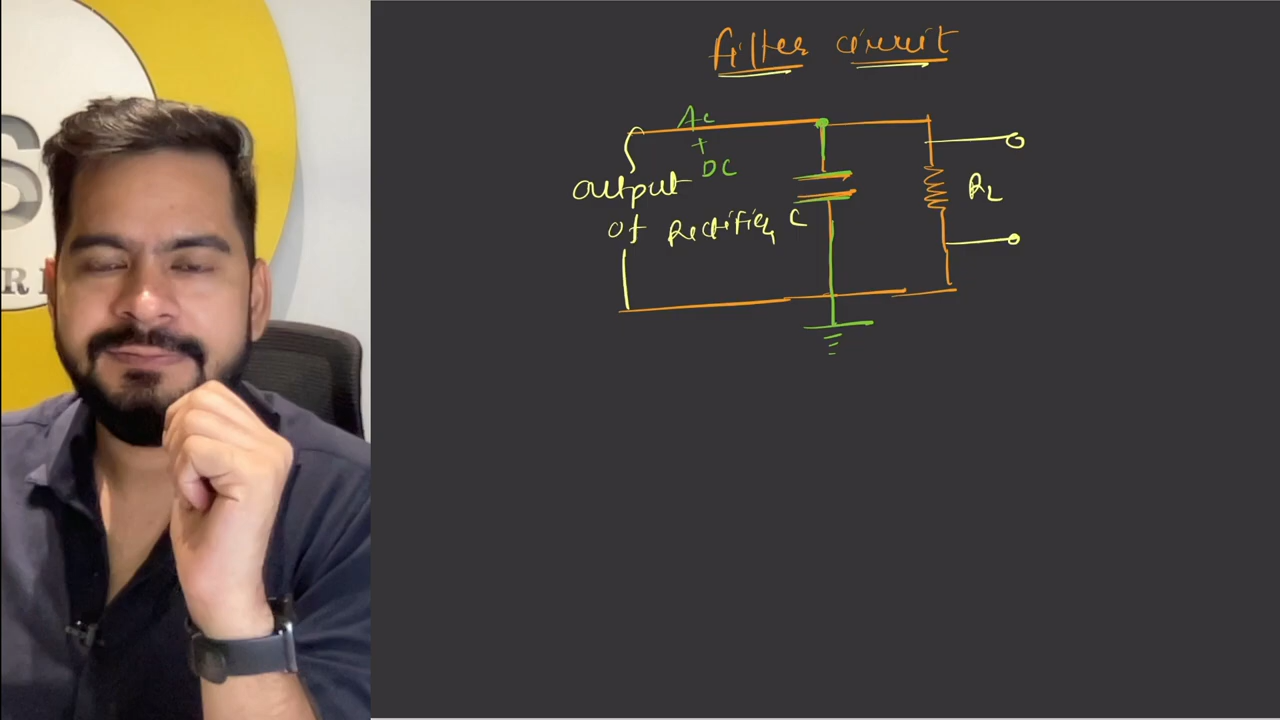 Filter circuit
Ac
+
DC
output
of Rectifier
C
RL
S
R